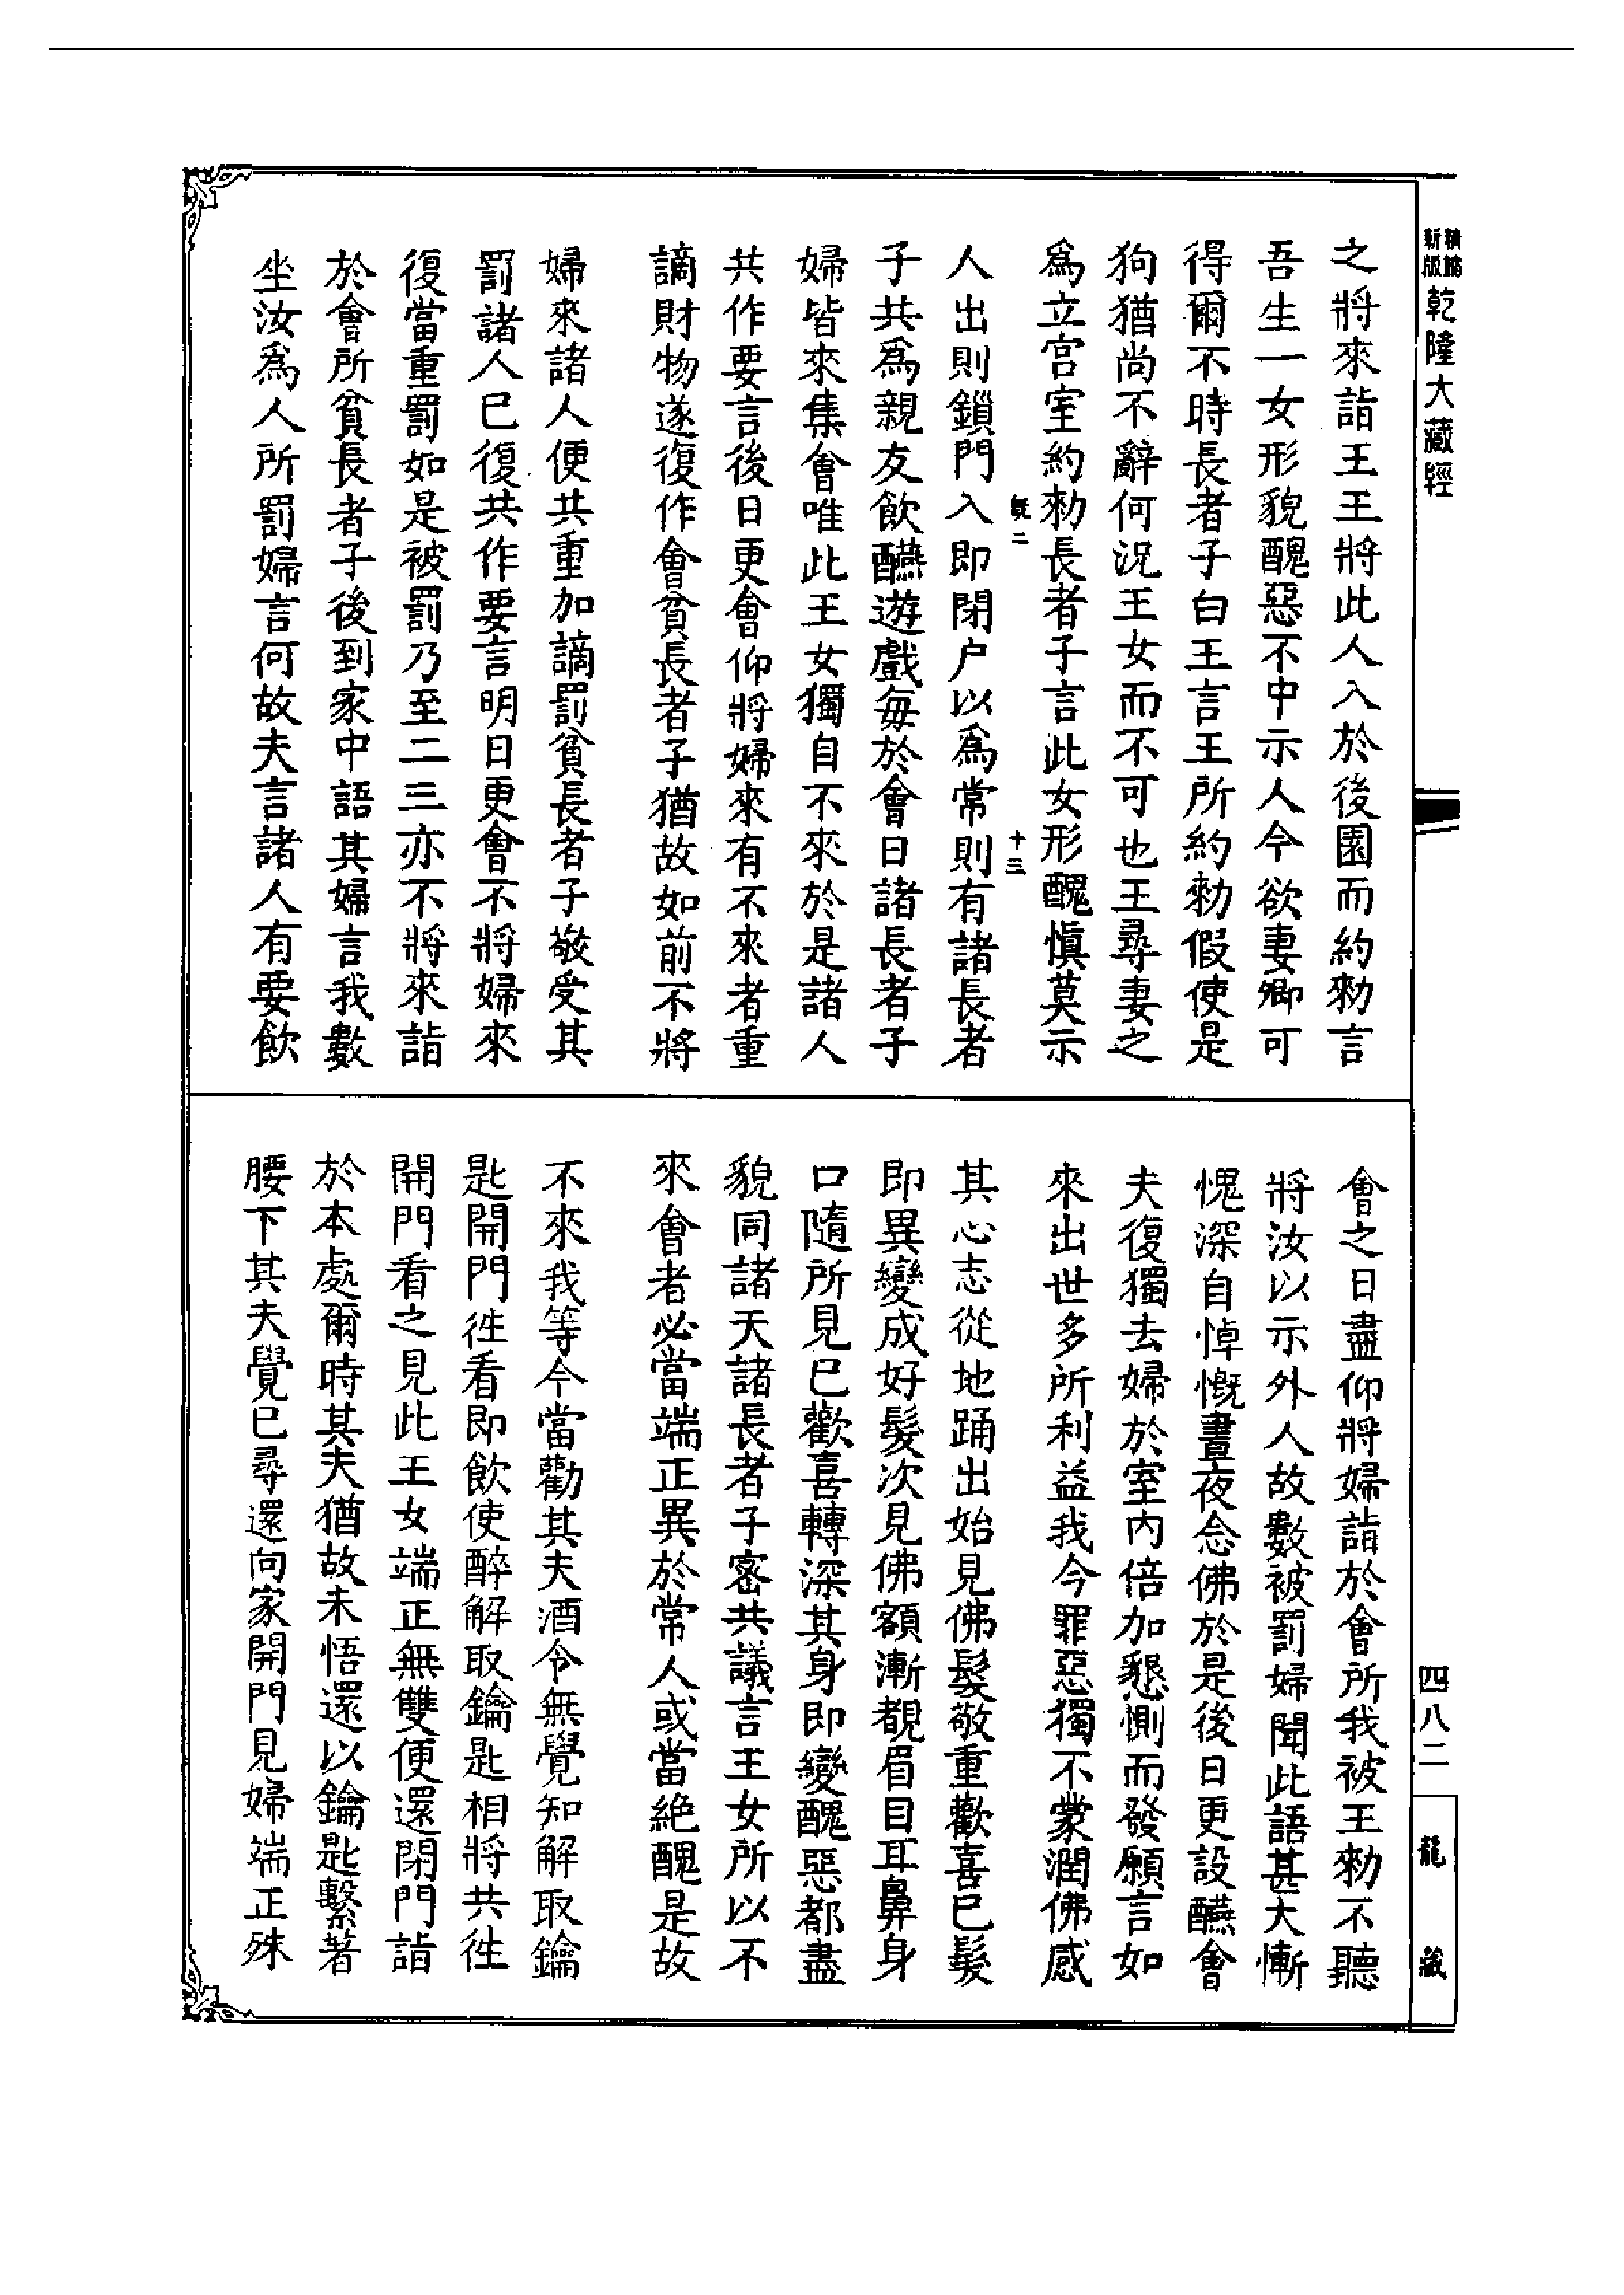 新版精編乾隆大藏經
之將來詣王王將此人入於後園而約勑言
吾生一女形貌醜惡不中示人今欲妻卿可
得爾不時長者子白王言王所約勑假使是
狗猶尚不辭何況王女而不可也王尋妻之
爲立宫室約勑長者子言此女形醜愼莫示
二 十三
人出則鎖門入即閉户以爲常則有諸長者
子共爲親友飲醼遊戲每於會日諸長者子
婦皆來集會唯此王女獨自不來於是諸人
共作要言後日更會仰將婦來有不來者重
謫財物遂復作會貧長者子猶故如前不將
婦來諸人便共重加謫罰貧長者子敬受其
罰諸人已復共作要言明日更會不將婦來
復當重罰如是被罰乃至二三亦不將來詣
於會所貧長者子後到家中語其婦言我數
坐汝爲人所罰婦言何故夫言諸人有要飲
會之日盡仰將婦詣於會所我被王勑不聽
將汝以示外人故數被罰婦聞此語甚大慚
愧深自悼慨晝夜念佛於是後日更設醼會
夫復獨去婦於室内倍加懇惻而發願言如
來出世多所利益我今罪惡獨不蒙潤佛感
其心志從地踊出始見佛髮敬重歡喜已髮
即異變成好髮次見佛額漸覩眉目耳鼻身
口隨所見已歡喜轉深其身即變醜惡都盡
貌同諸天諸長者子密共議言王女所以不
來會者必當端正異於常人或當絶醜是故
不來我等今當勸其夫酒令無覺知解取鑰
匙開門徃看即飲使醉解取鑰匙相將共徃
開門看之見此王女端正無雙便還閉門詣
於本處爾時其夫猶故未悟還以鑰匙繫著
腰下其夫覺已尋還向家開門見婦端正殊
四八二
龍藏